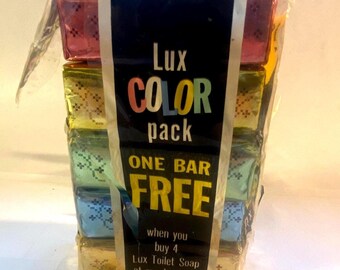 Lux
COLOR
pack
ONE BAR
FREE
when you
buy 4
Lux Toilet Soap